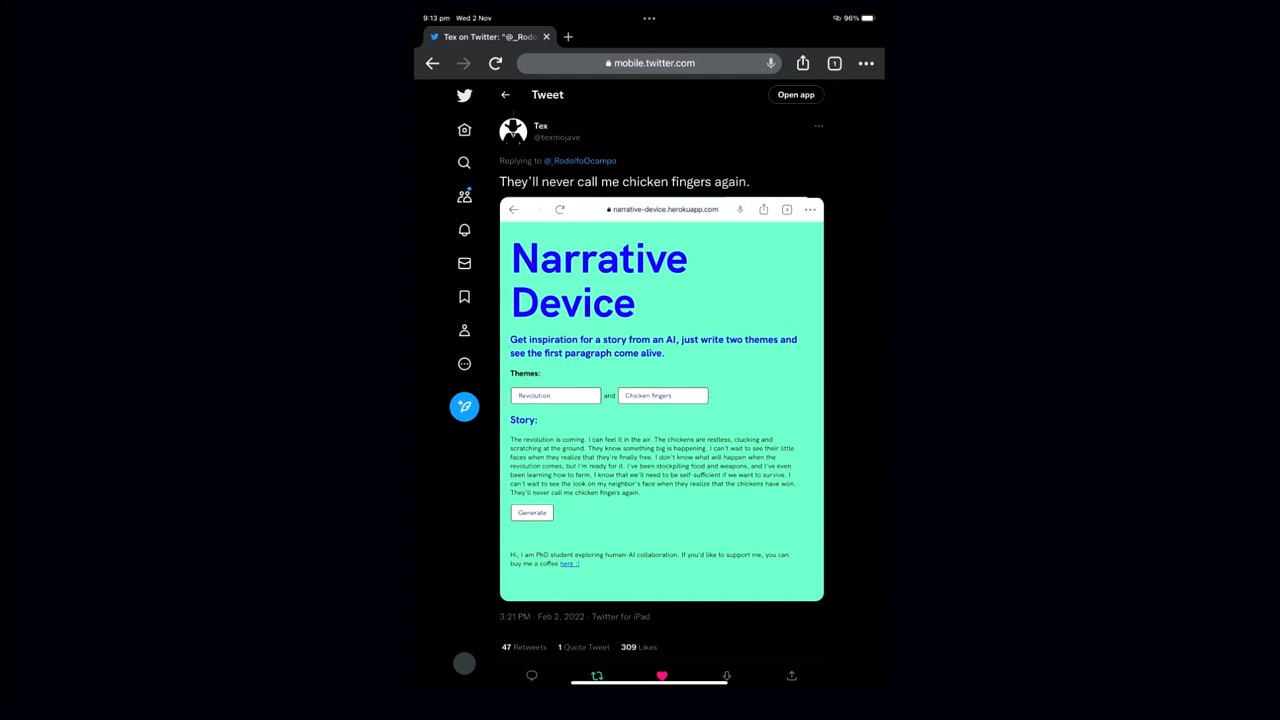 9:13 pm Wed 2 Nov
96%
Tex on Twitter: "@_Rodo
mobile.twitter.com
1
Tweet
Open app
Tex
@texmojave
Replying to @_RodolfoOcampo
They'll never call me chicken fingers again.
narrative-device.herokuapp.com
4
Narrative
Device
Get inspiration for a story from an AI, just write two themes and
see the first paragraph come alive.
Themes:
Revolution and Chicken fingers
Story:
The revolution is coming. I can feel it in the air. The chickens are restless, clucking and
scratching at the ground. They know something big is happening. I can't wait to see their little
faces when they realize that they're finally free. I don't know what will happen when the
revolution comes, but I'm ready for it. I've been stockpiling food and weapons, and I've even
been learning how to farm. I know that we'll need to be self-sufficient if we want to survive. I
can't wait to see the look on my neighbor's face when they realize that the chickens have won.
They'll never call me chicken fingers again.
Generate
Hi, I am PhD student exploring human-AI collaboration. If you'd like to support me, you can
buy me a coffee here :)
3:21 PM · Feb 2, 2022 · Twitter for iPad
47 Retweets 1 Quote Tweet 309 Likes